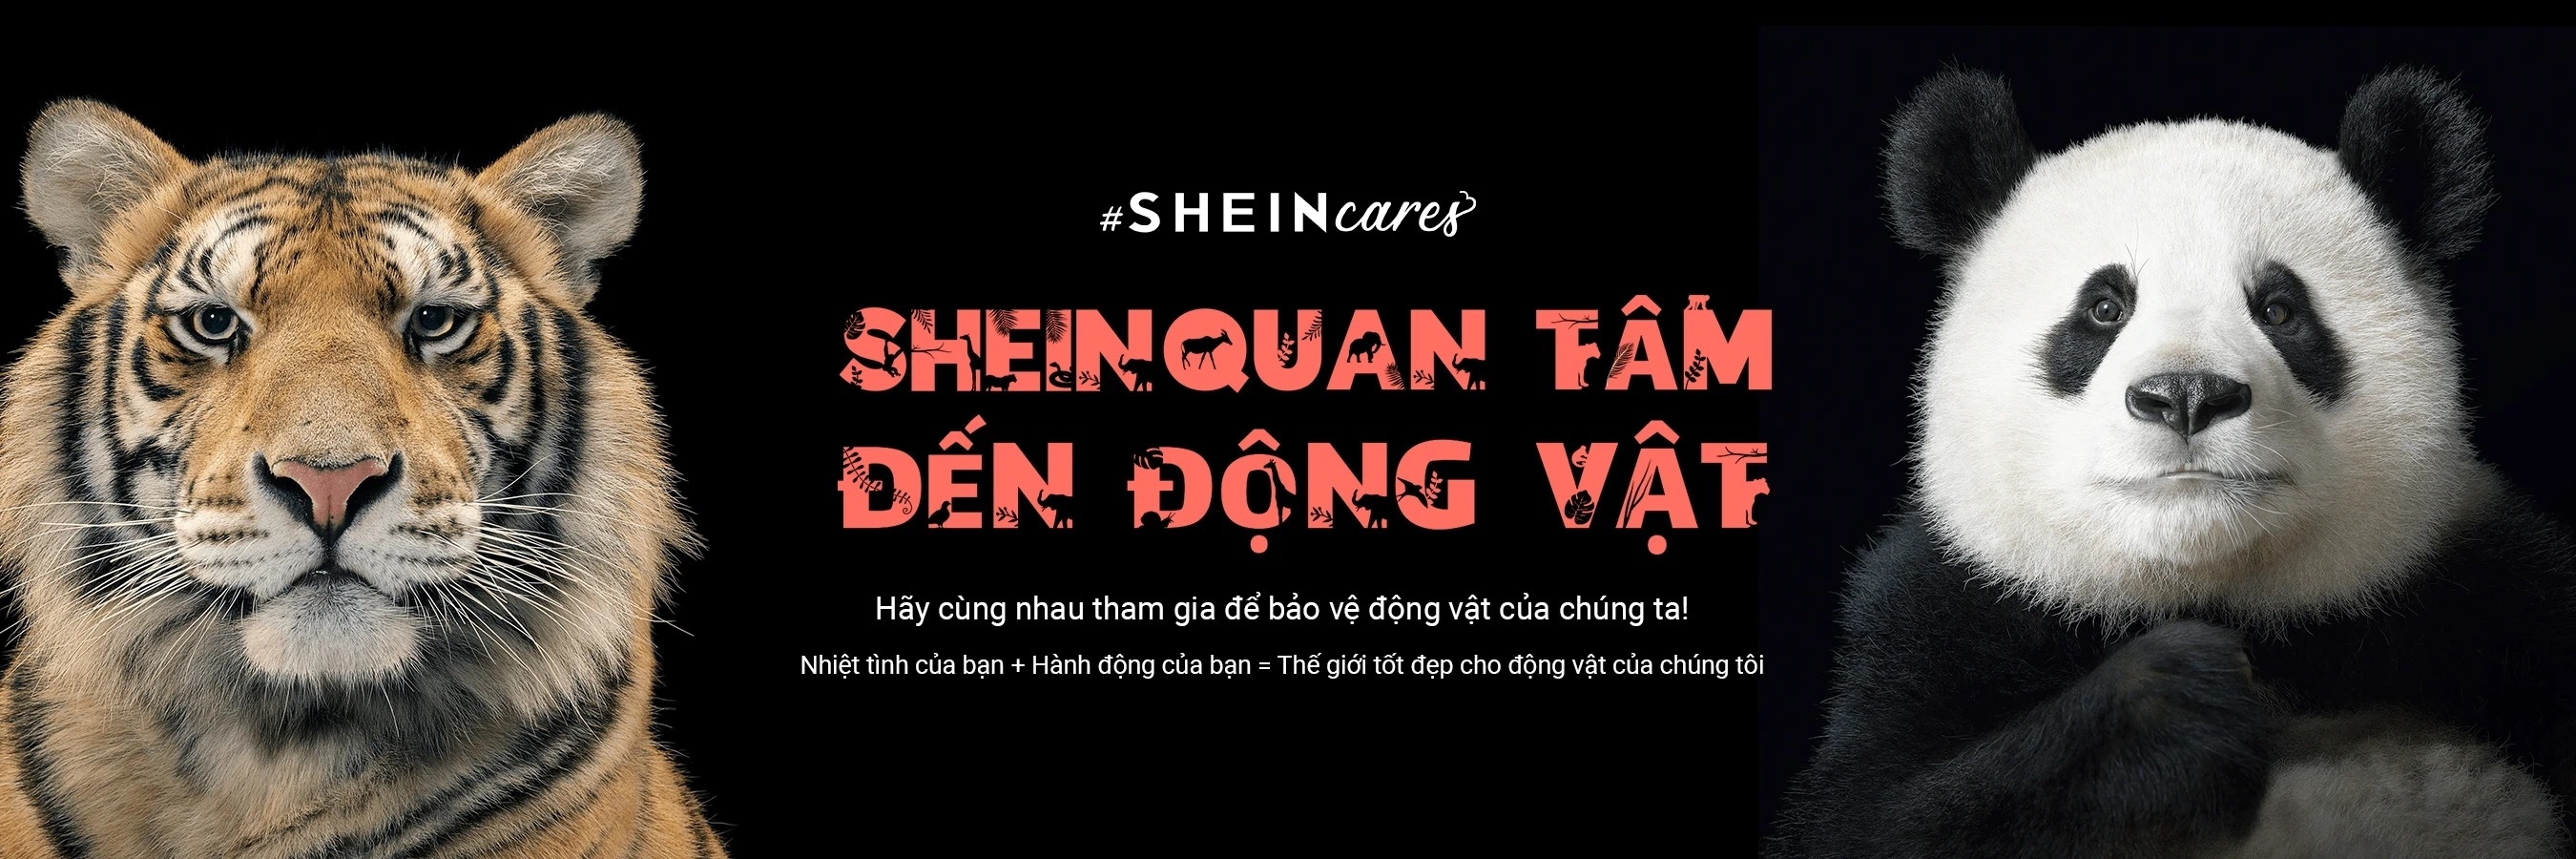 #SHEINcares
SHEINQUAN TÂM
ĐẾN ĐỘNG VẬT
Hãy cùng nhau tham gia để bảo vệ động vật của chúng ta!
Nhiệt tình của bạn + Hành động của bạn = Thế giới tốt đẹp cho động vật của chúng tôi